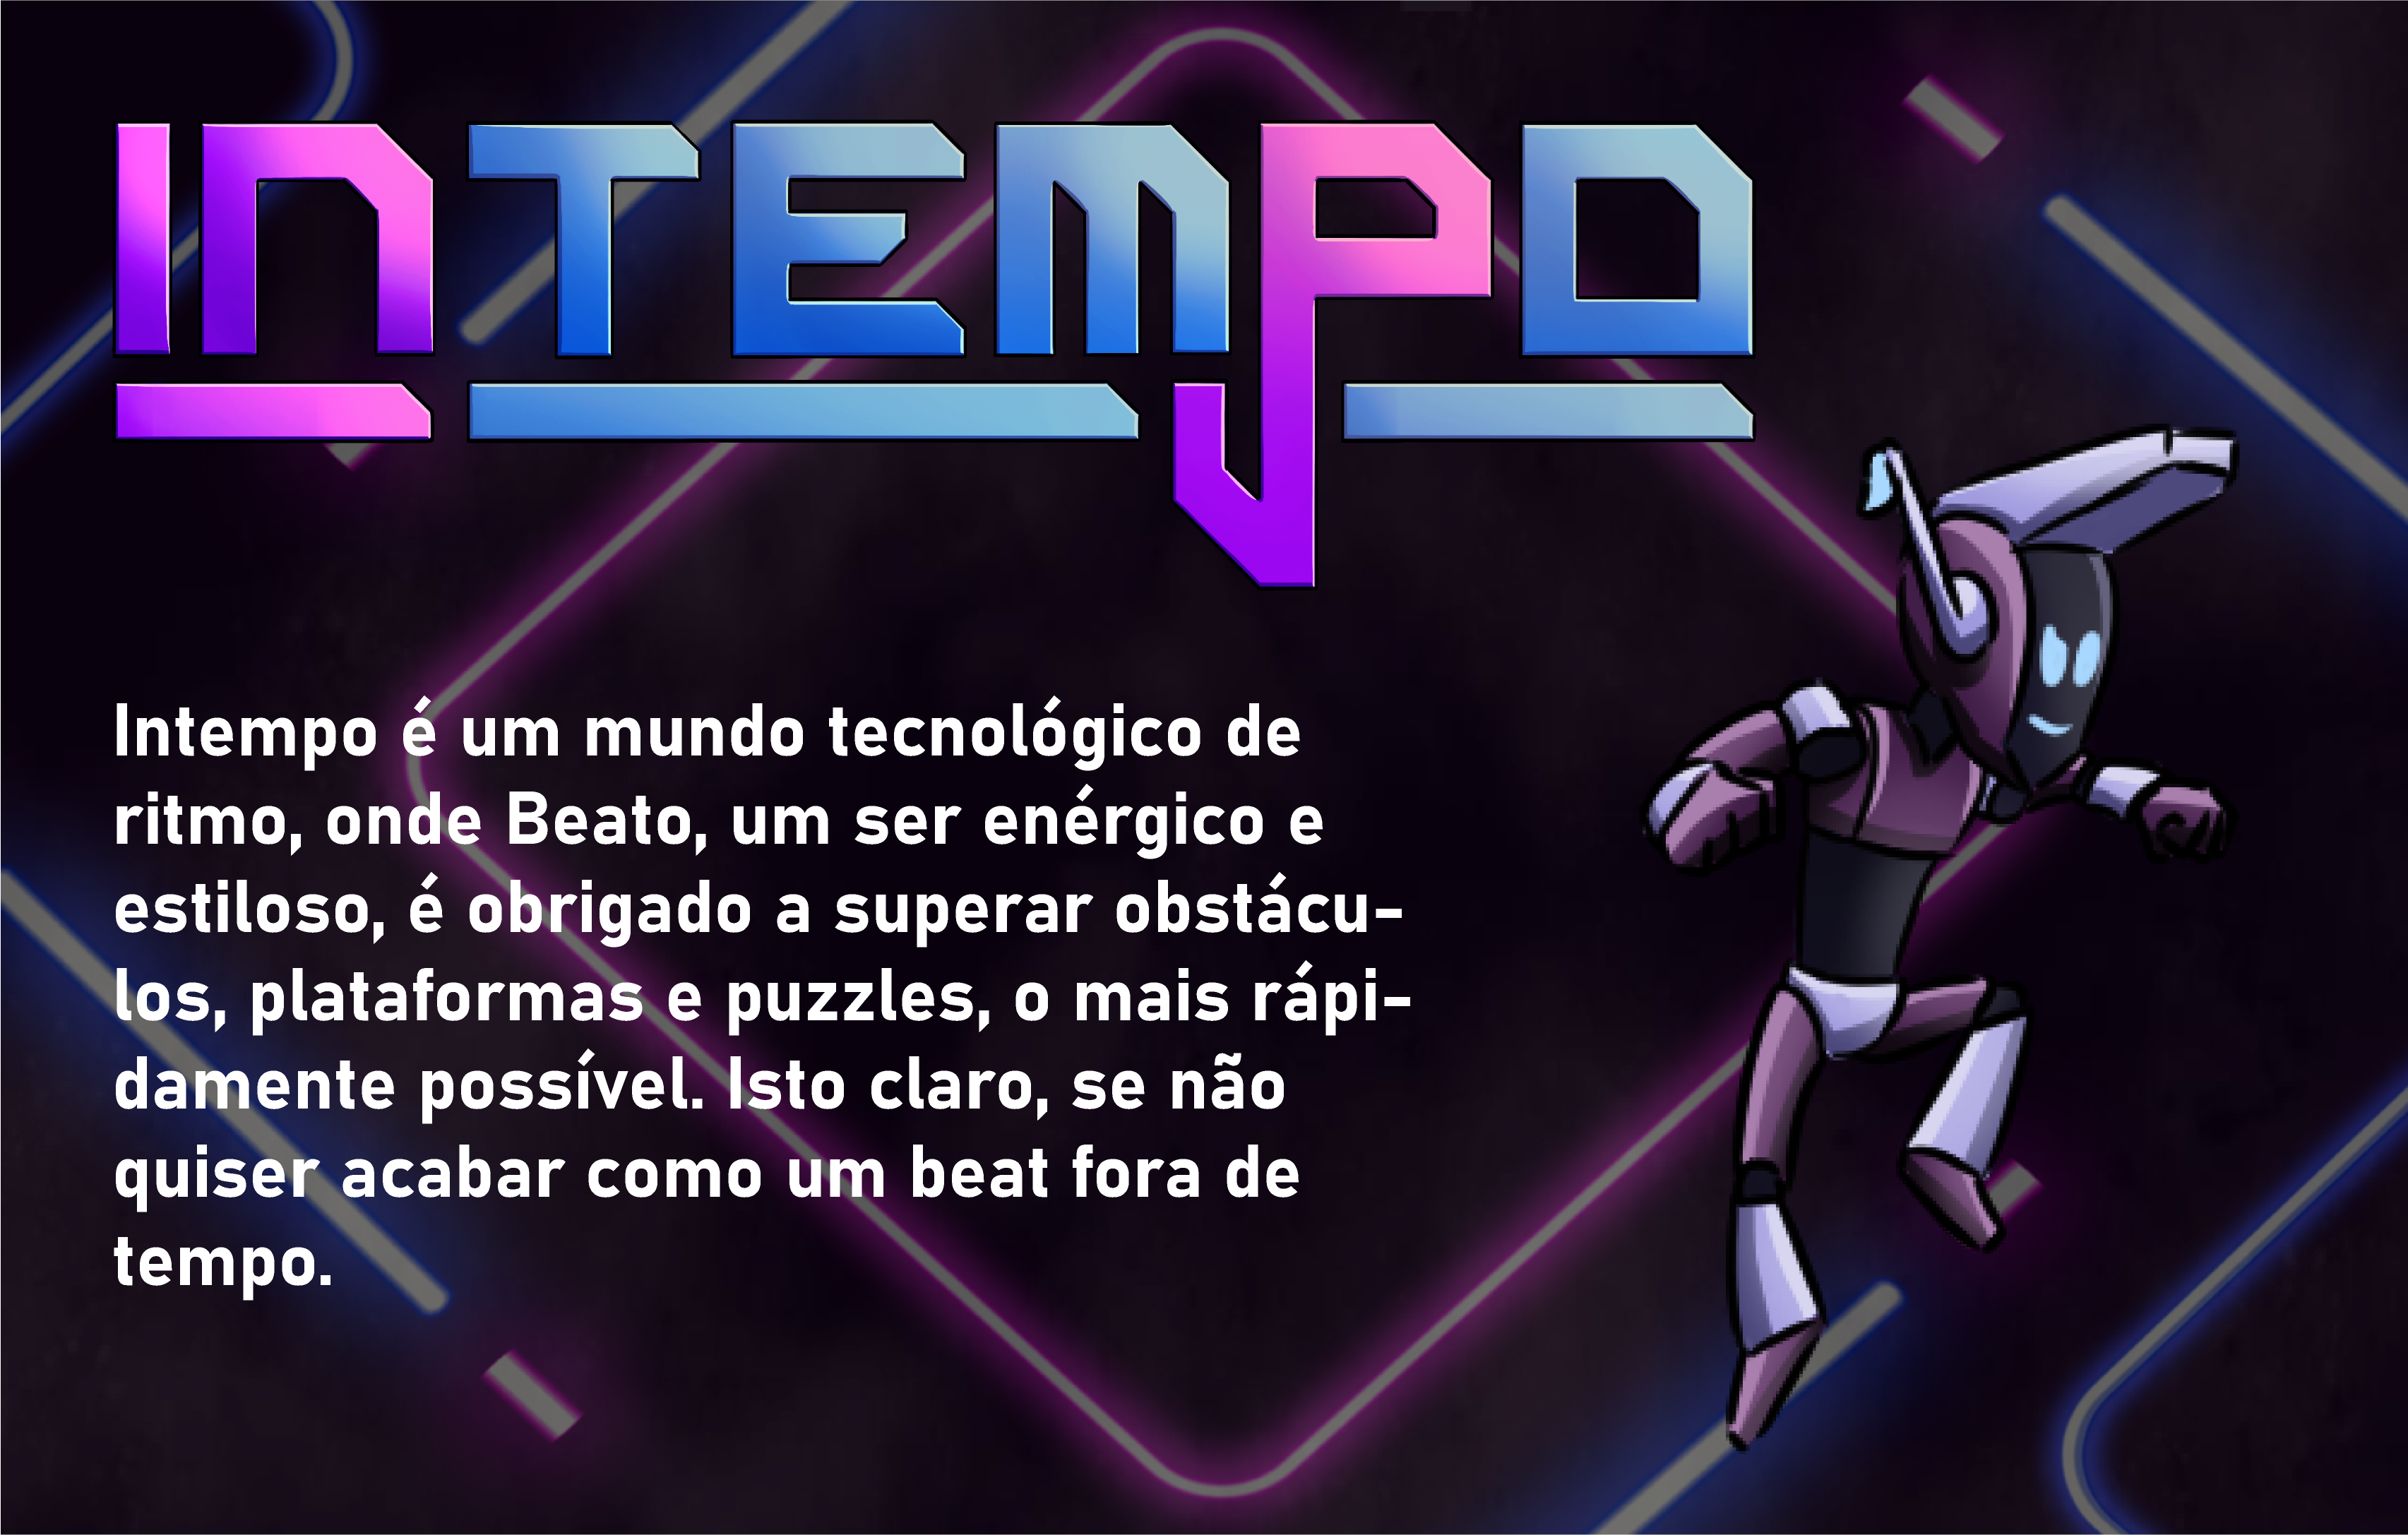 INTEMPO
Intempo é um mundo tecnológico de
ritmo, onde Beato, um ser enérgico e
estiloso, é obrigado a superar obstácu-
los, plataformas e puzzles, o mais rápi-
damente possível. Isto claro, se não
quiser acabar como um beat fora de
tempo.